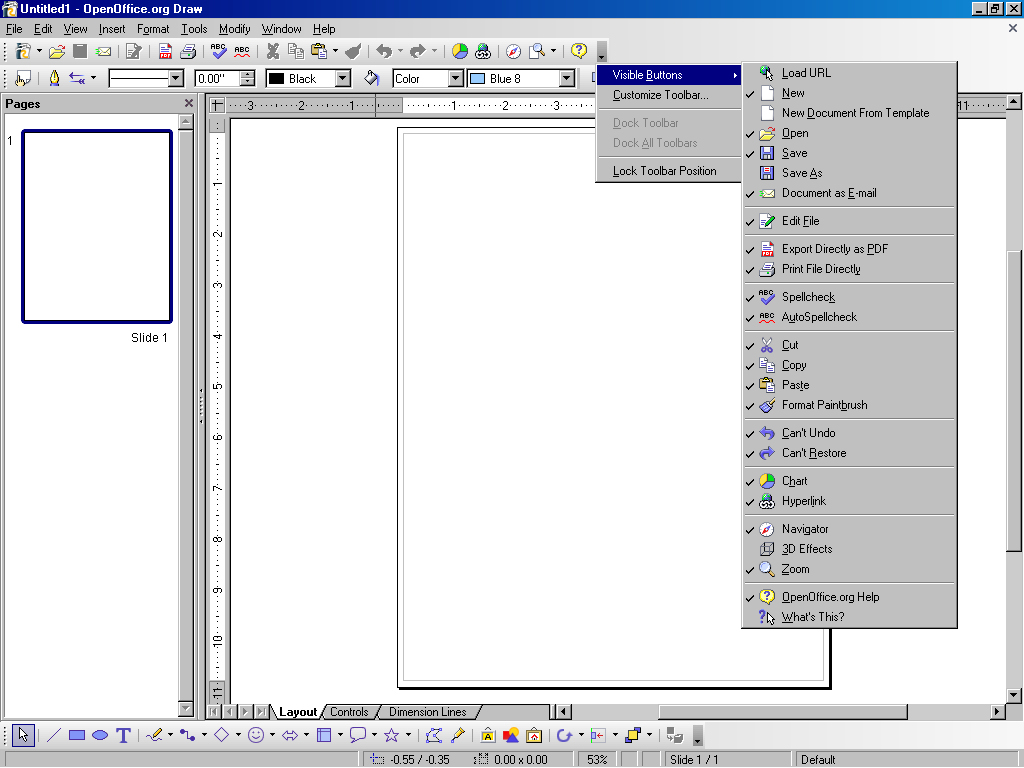 Untitled1 - OpenOffice.org Draw
File Edit View Insert Format Tools Modify Window Help
0.00" Black Color Blue 8
Pages
1
Slide 1
3 2 1 1 2 3 11
1
2
3
4
5
6
7
8
9
10
11
Visible Buttons
Customize Toolbar...
Dock Toolbar
Dock All Toolbars
Lock Toolbar Position
Load URL
New
New Document From Template
Open
Save
Save As
Document as E-mail
Edit File
Export Directly as PDF
Print File Directly
ABC Spellcheck
ABC AutoSpellcheck
Cut
Copy
Paste
Format Paintbrush
Can't Undo
Can't Restore
Chart
Hyperlink
Navigator
3D Effects
Zoom
OpenOffice.org Help
What's This?
Layout Controls Dimension Lines
-0.55 / -0.35 0.00 x 0.00 53% Slide 1 / 1 Default